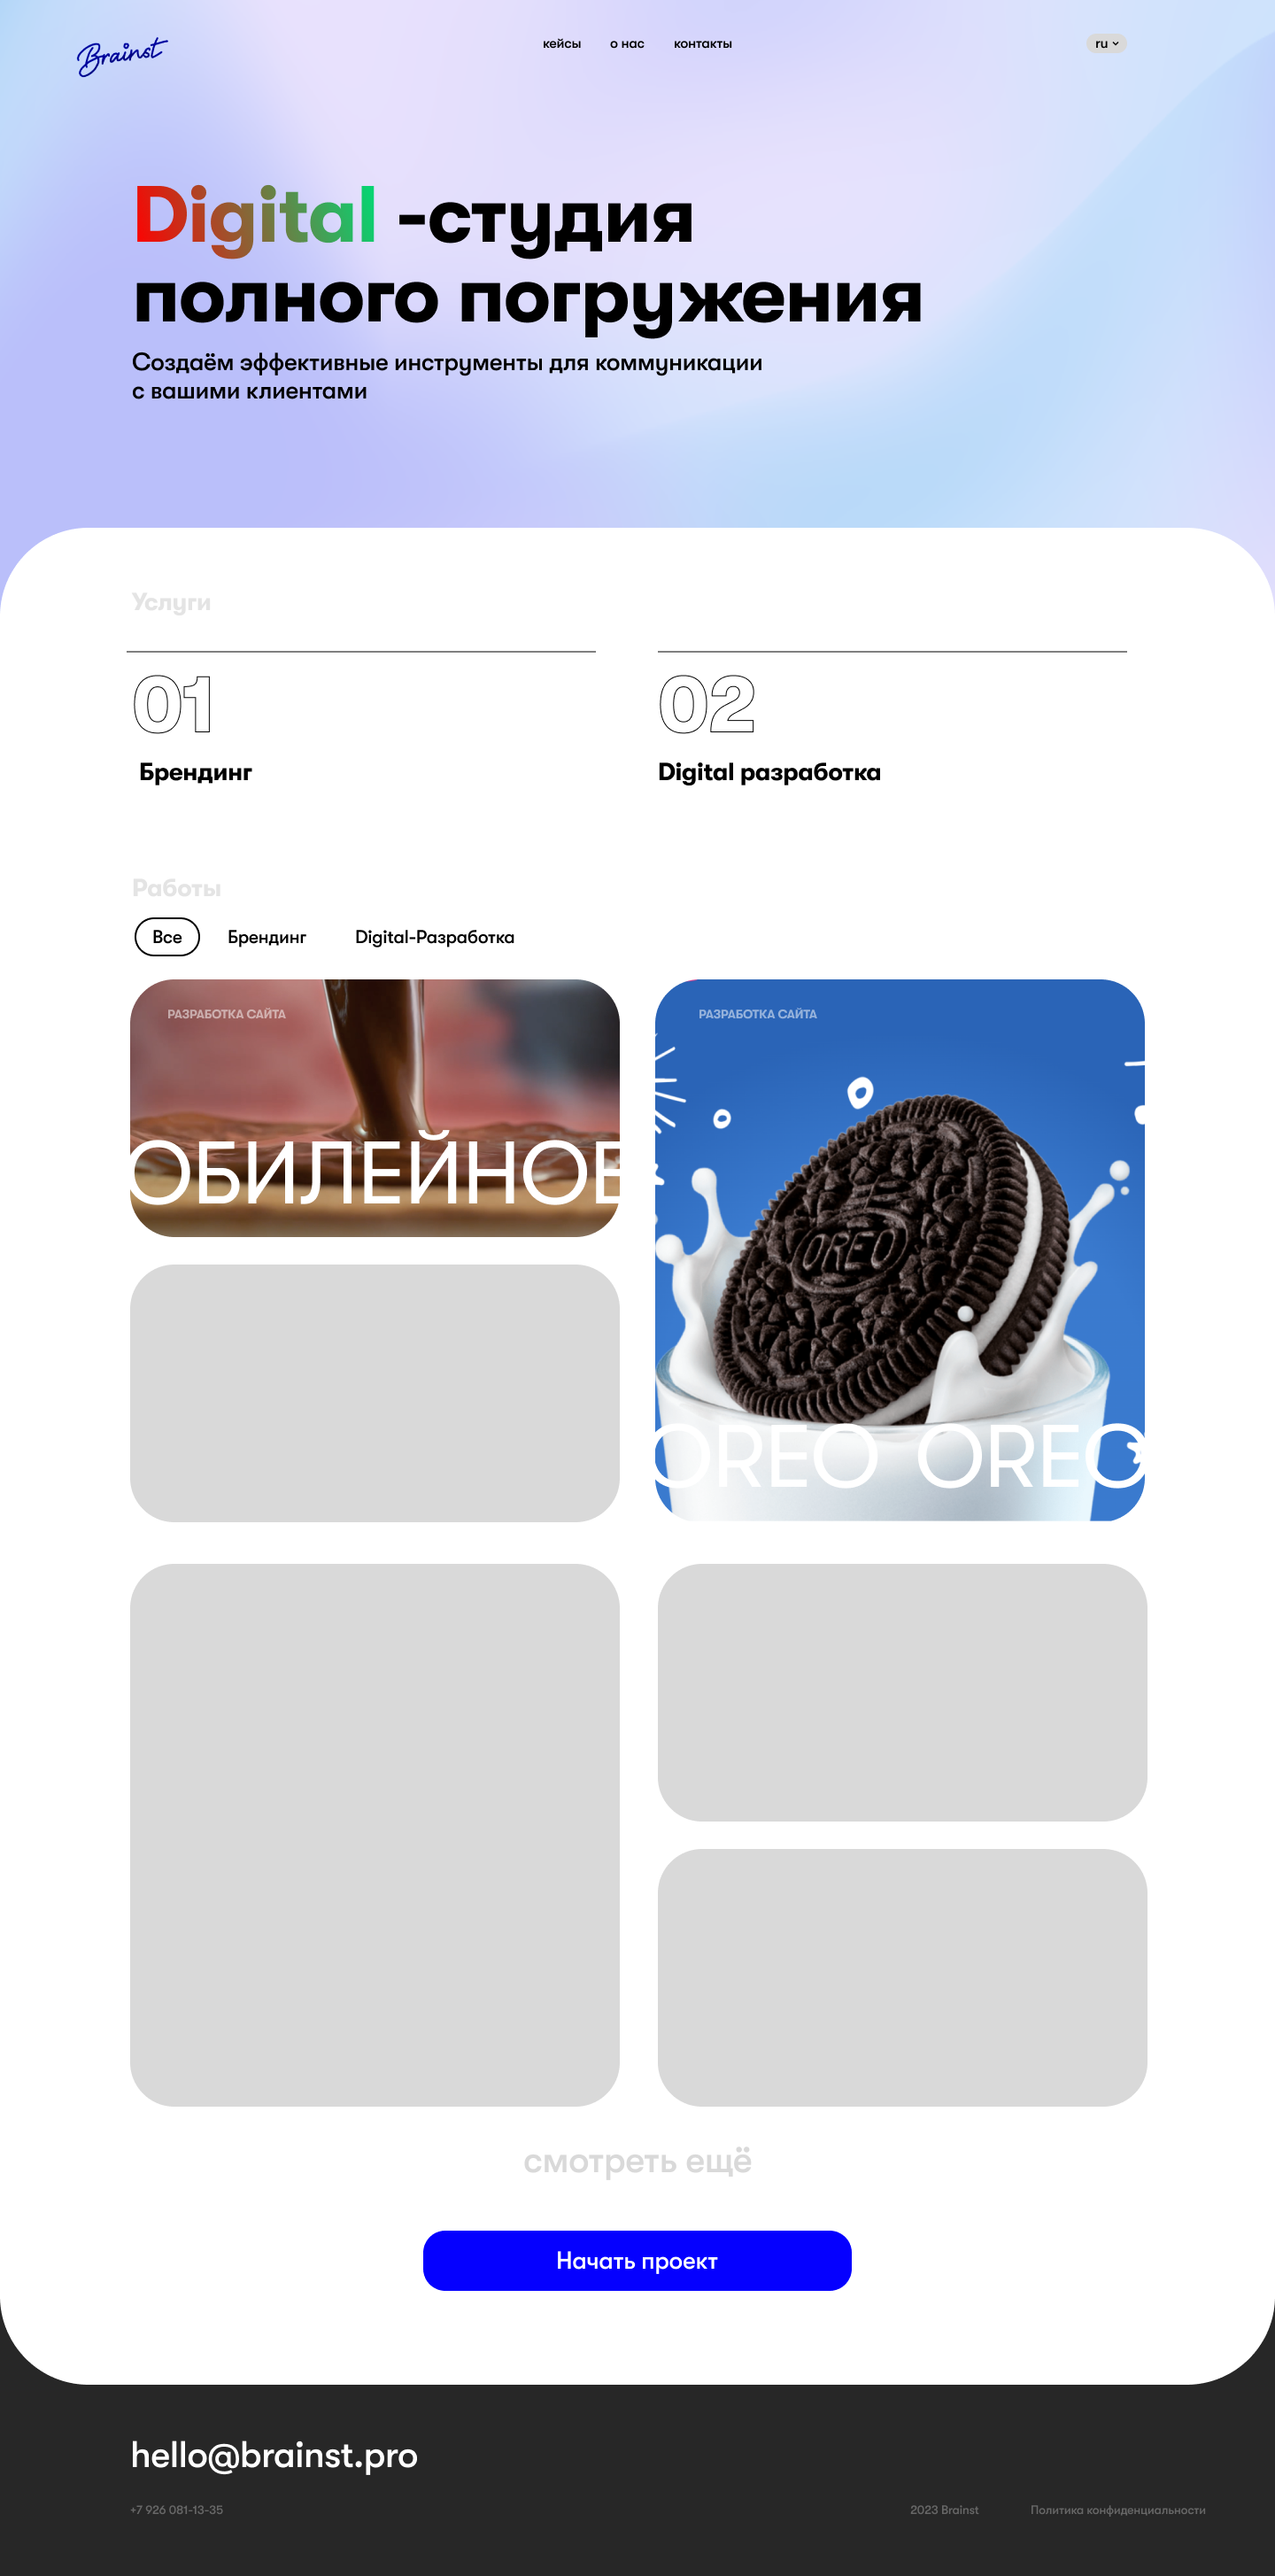 Brainst
кейсы о нас контакты
ru
Digital -студия
полного погружения
Создаём эффективные инструменты для коммуникации
с вашими клиентами
Услуги
01
02
Брендинг
Digital разработка
Работы
Все Брендинг Digital-Разработка
РАЗРАБОТКА САЙТА
ОБИЛЕЙНОЕ
РАЗРАБОТКА САЙТА
OREO
OREO OREO
смотреть ещё
Начать проект
hello@brainst.pro
+7 926 081-13-35
2023 Brainst
Политика конфиденциальности